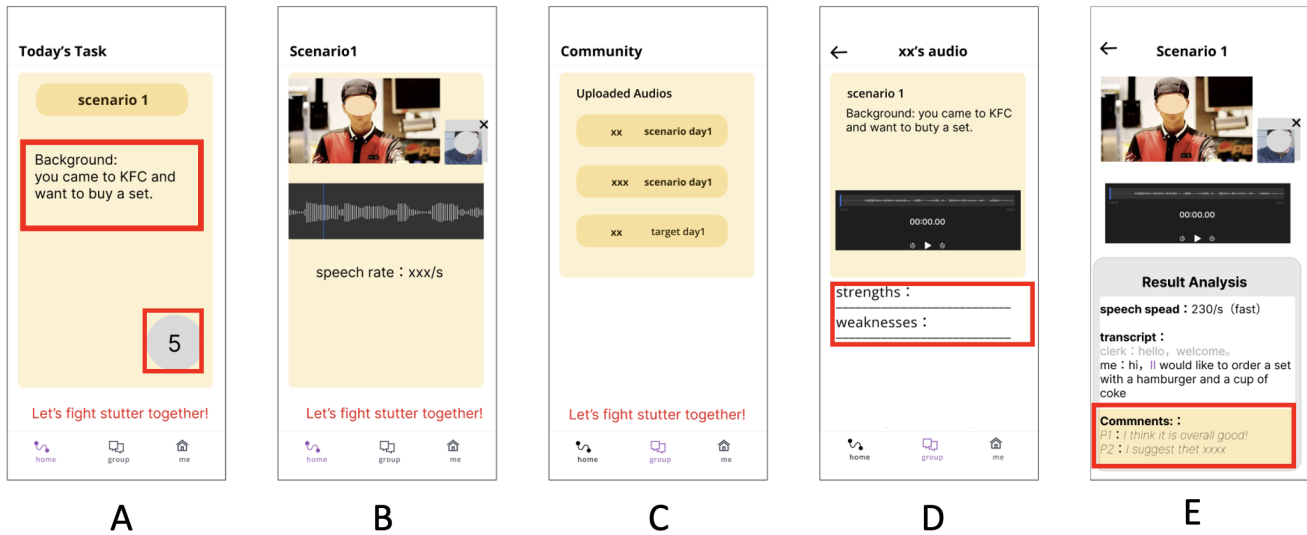 Today's Task
scenario 1
Background:
you came to KFC and
want to buy a set.
5
Let's fight stutter together!
home
group
me
A
Scenario1
speech rate：xxx/s
Let's fight stutter together!
home
group
me
B
Community
Uploaded Audios
xx scenario day1
xxx scenario day1
xx target day1
Let's fight stutter together!
home
group
me
C
xx's audio
scenario 1
Background: you came to KFC
and want to buty a set.
00:00.00
strengths：
weaknesses：
home
group
me
D
Scenario 1
00:00.00
Result Analysis
speech spead：230/s（fast）
transcript：
clerk：hello，welcome。
me：hi，II would like to order a set
with a hamburger and a cup of
coke
Commnents:：
P1：I think it is overall good!
P2：I suggest thet xxxx
E